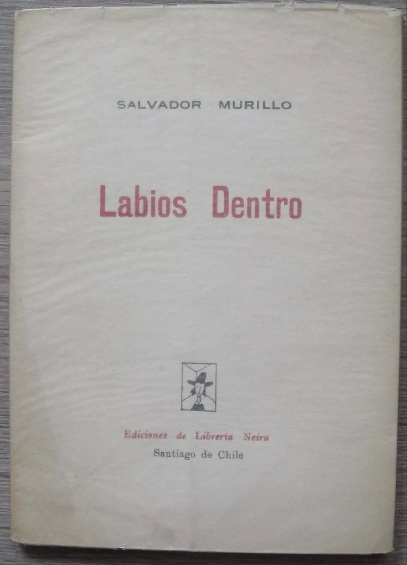 SALVADOR MURILLO
Labios Dentro
Ediciones de Librería Neira
Santiago de Chile